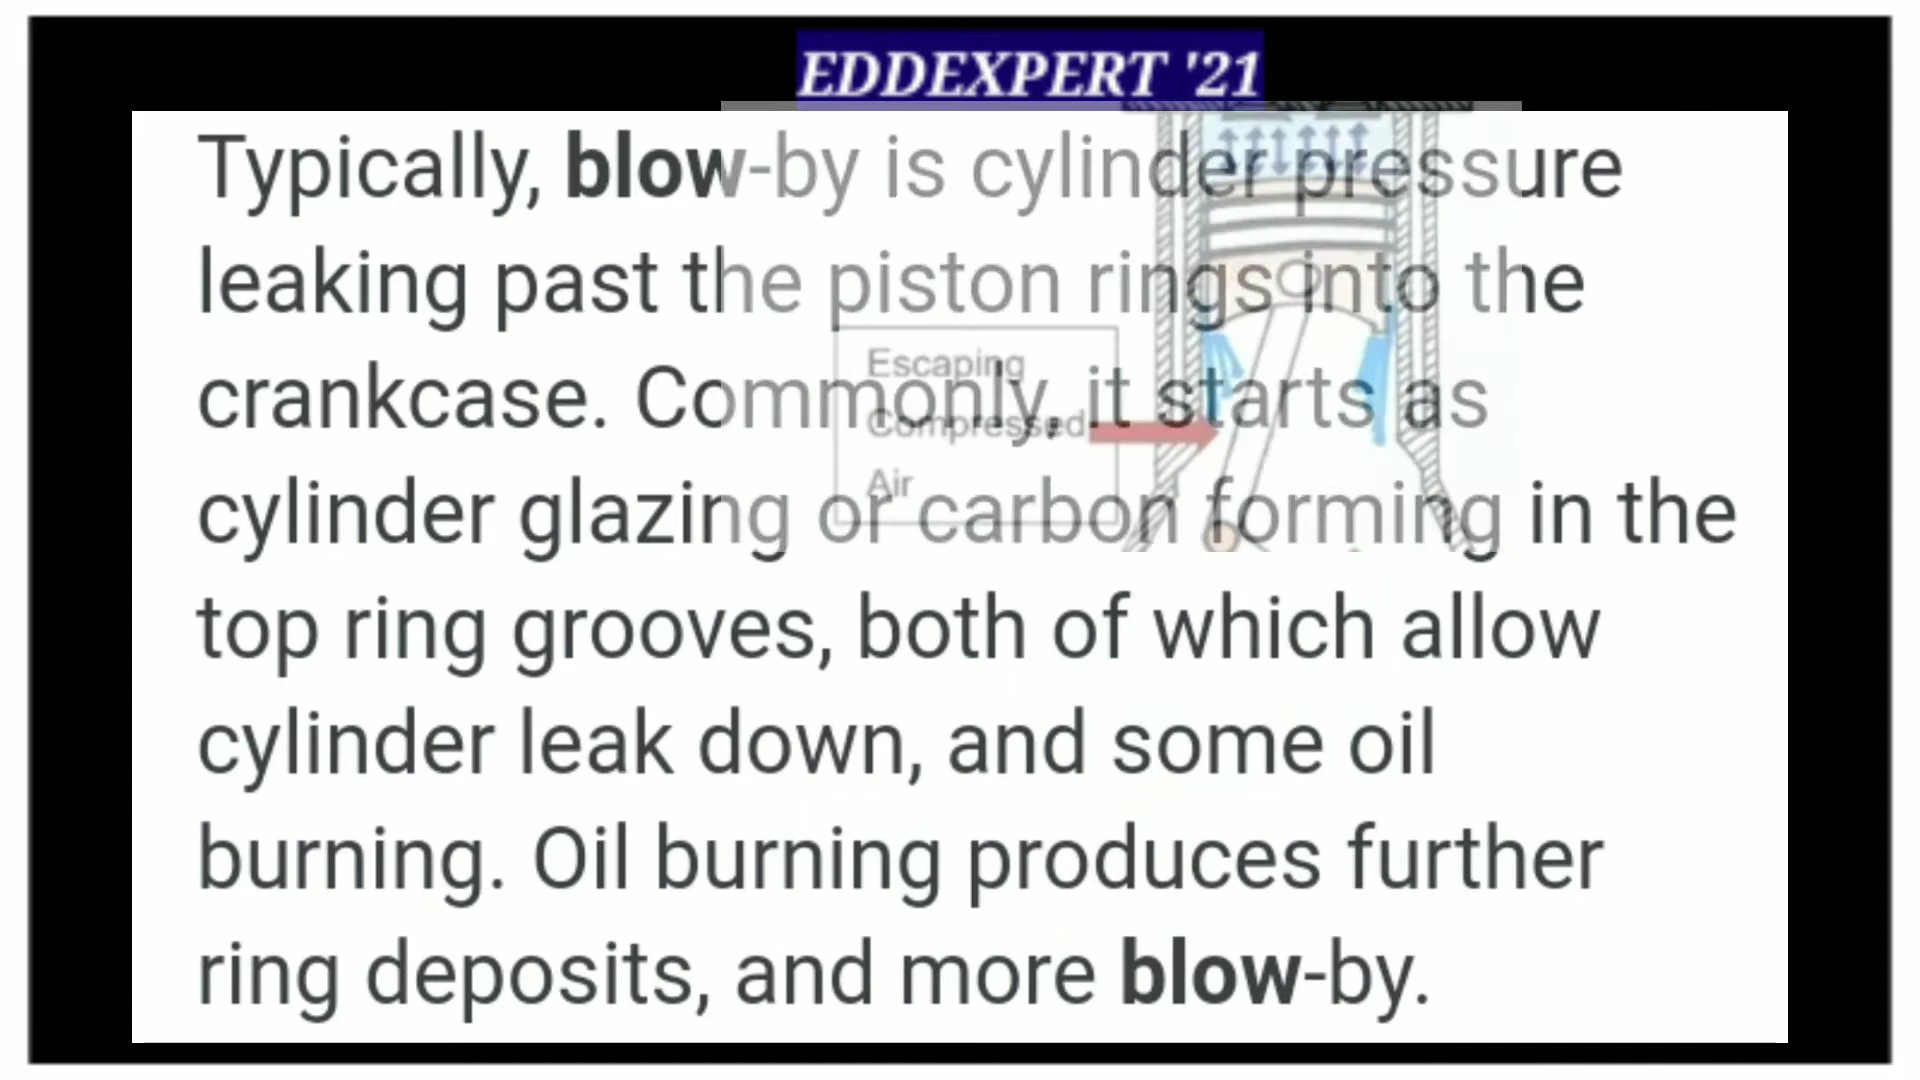 EDDEXPERT '21
Typically, blow-by is cylinder pressure
leaking past the piston rings into the
crankcase. Commonly, it starts as
cylinder glazing or carbon forming in the
top ring grooves, both of which allow
cylinder leak down, and some oil
burning. Oil burning produces further
ring deposits, and more blow-by.
Escaping
Compressed
Air